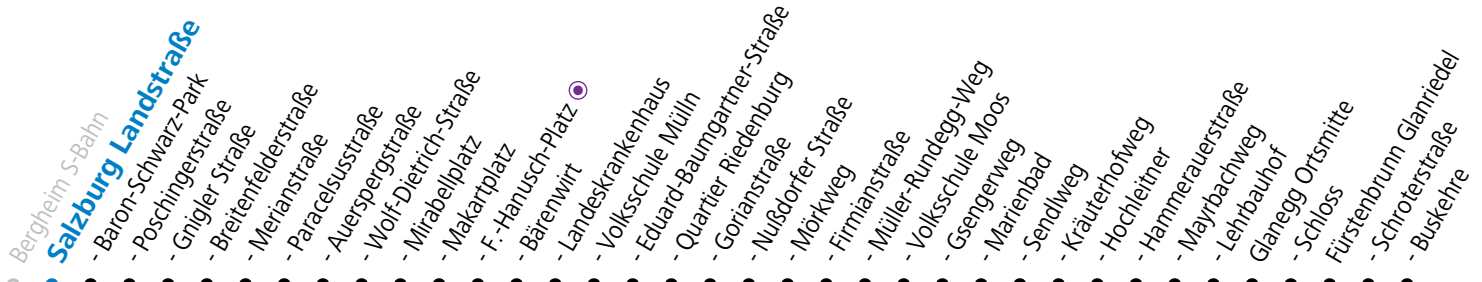 - Bergheim S-Bahn
Salzburg Landstraße
- Baron-Schwarz-Park
- Poschingerstraße
- Gnigler Straße
- Breitenfelderstraße
- Merianstraße
- Paracelsusstraße
- Auerspergstraße
- Wolf-Dietrich-Straße
- Mirabellplatz
- Makartplatz
- F.-Hanusch-Platz
- Bärenwirt
- Landeskrankenhaus
- Volksschule Mülln
- Eduard-Baumgartner-Straße
- Quartier Riedenburg
- Gorianstraße
- Nußdorfer Straße
- Mörkweg
- Firmianstraße
- Müller-Rundegg-Weg
- Volksschule Moos
- Gsengerweg
- Marienbad
- Sendlweg
- Kräuterhofweg
- Hochleitner
- Hammerauerstraße
- Mayrbachweg
- Lehrbauhof
Glanegg Ortsmitte
- Schloss
Fürstenbrunn Glanriedel
- Schroterstraße
- Buskehre